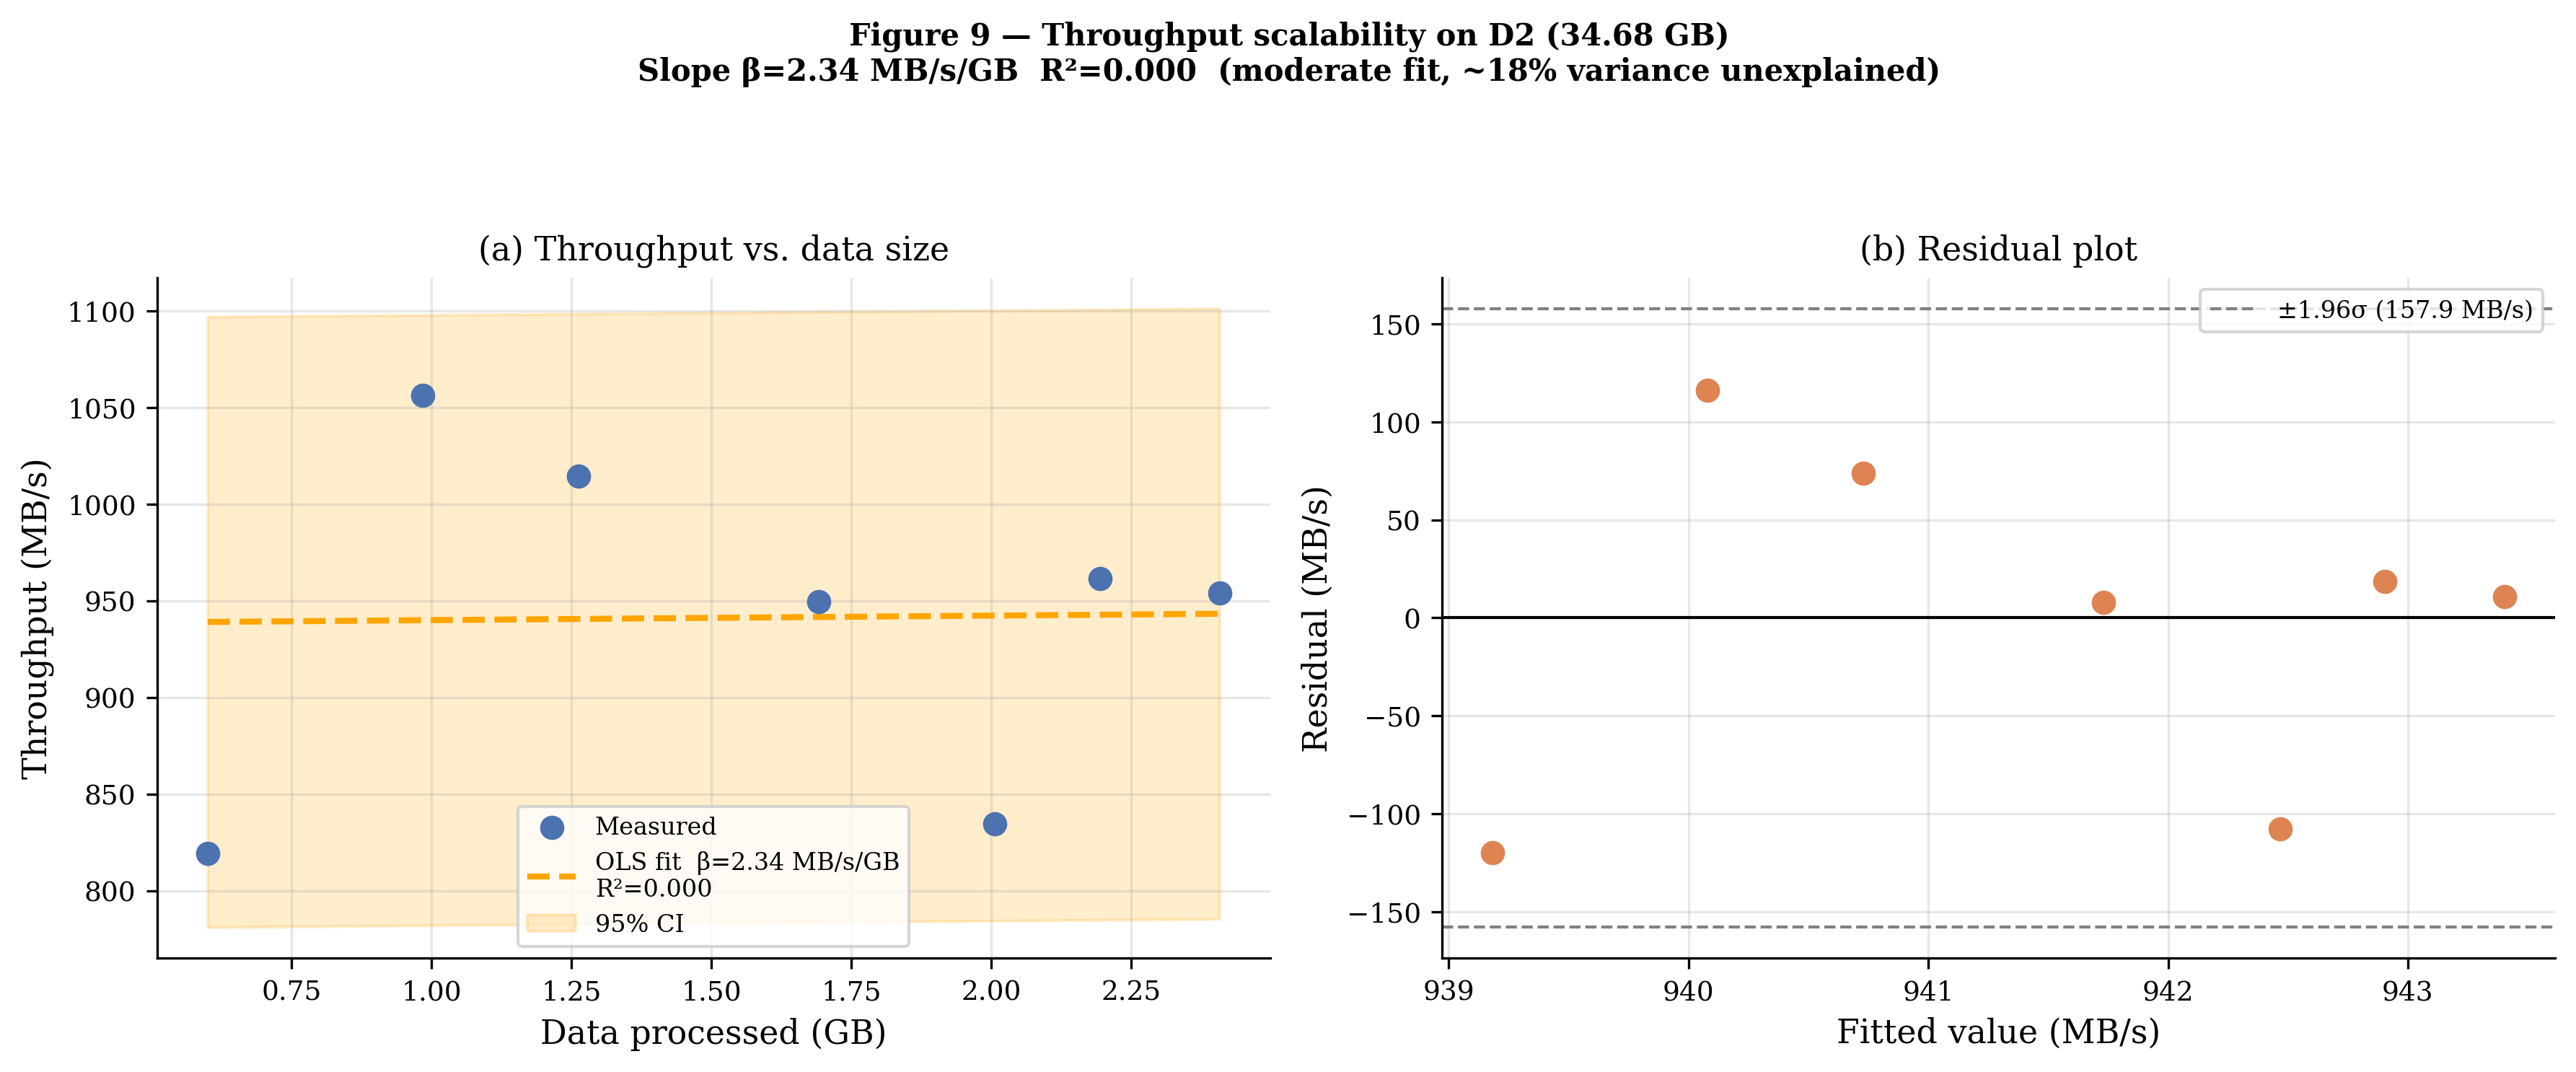 Figure 9 — Throughput scalability on D2 (34.68 GB)
Slope β=2.34 MB/s/GB  R²=0.000  (moderate fit, ~18% variance unexplained)
(a) Throughput vs. data size
Throughput (MB/s)
1100
1050
1000
950
900
850
800
Measured
OLS fit  β=2.34 MB/s/GB
R²=0.000
95% CI
0.75
1.00
1.25
1.50
1.75
2.00
2.25
Data processed (GB)
(b) Residual plot
Residual (MB/s)
150
100
50
0
−50
−100
−150
±1.96σ (157.9 MB/s)
939
940
941
942
943
Fitted value (MB/s)